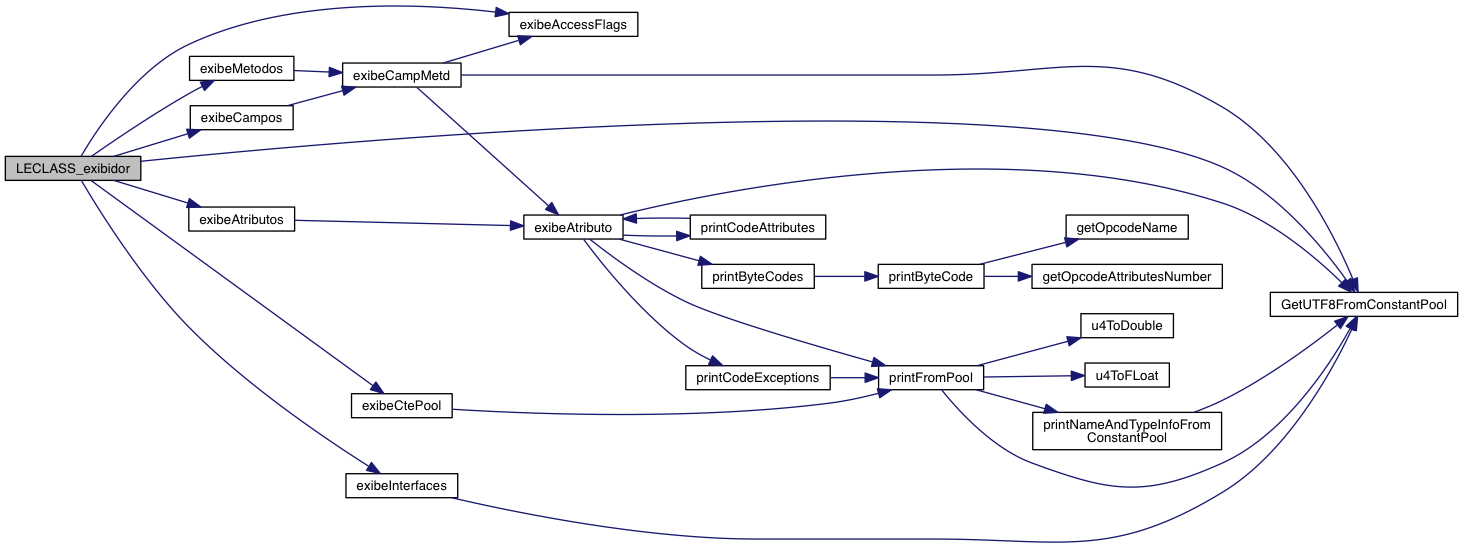 exibeAccessFlags
exibeMetodos
exibeCampMetd
exibeCampos
LECLASS_exibidor
exibeAtributos
exibeAtributo
printCodeAttributes
getOpcodeName
printByteCodes
printByteCode
getOpcodeAttributesNumber
GetUTF8FromConstantPool
u4ToDouble
printCodeExceptions
printFromPool
u4ToFLoat
exibeCtePool
printNameAndTypeInfoFrom
ConstantPool
exibeInterfaces